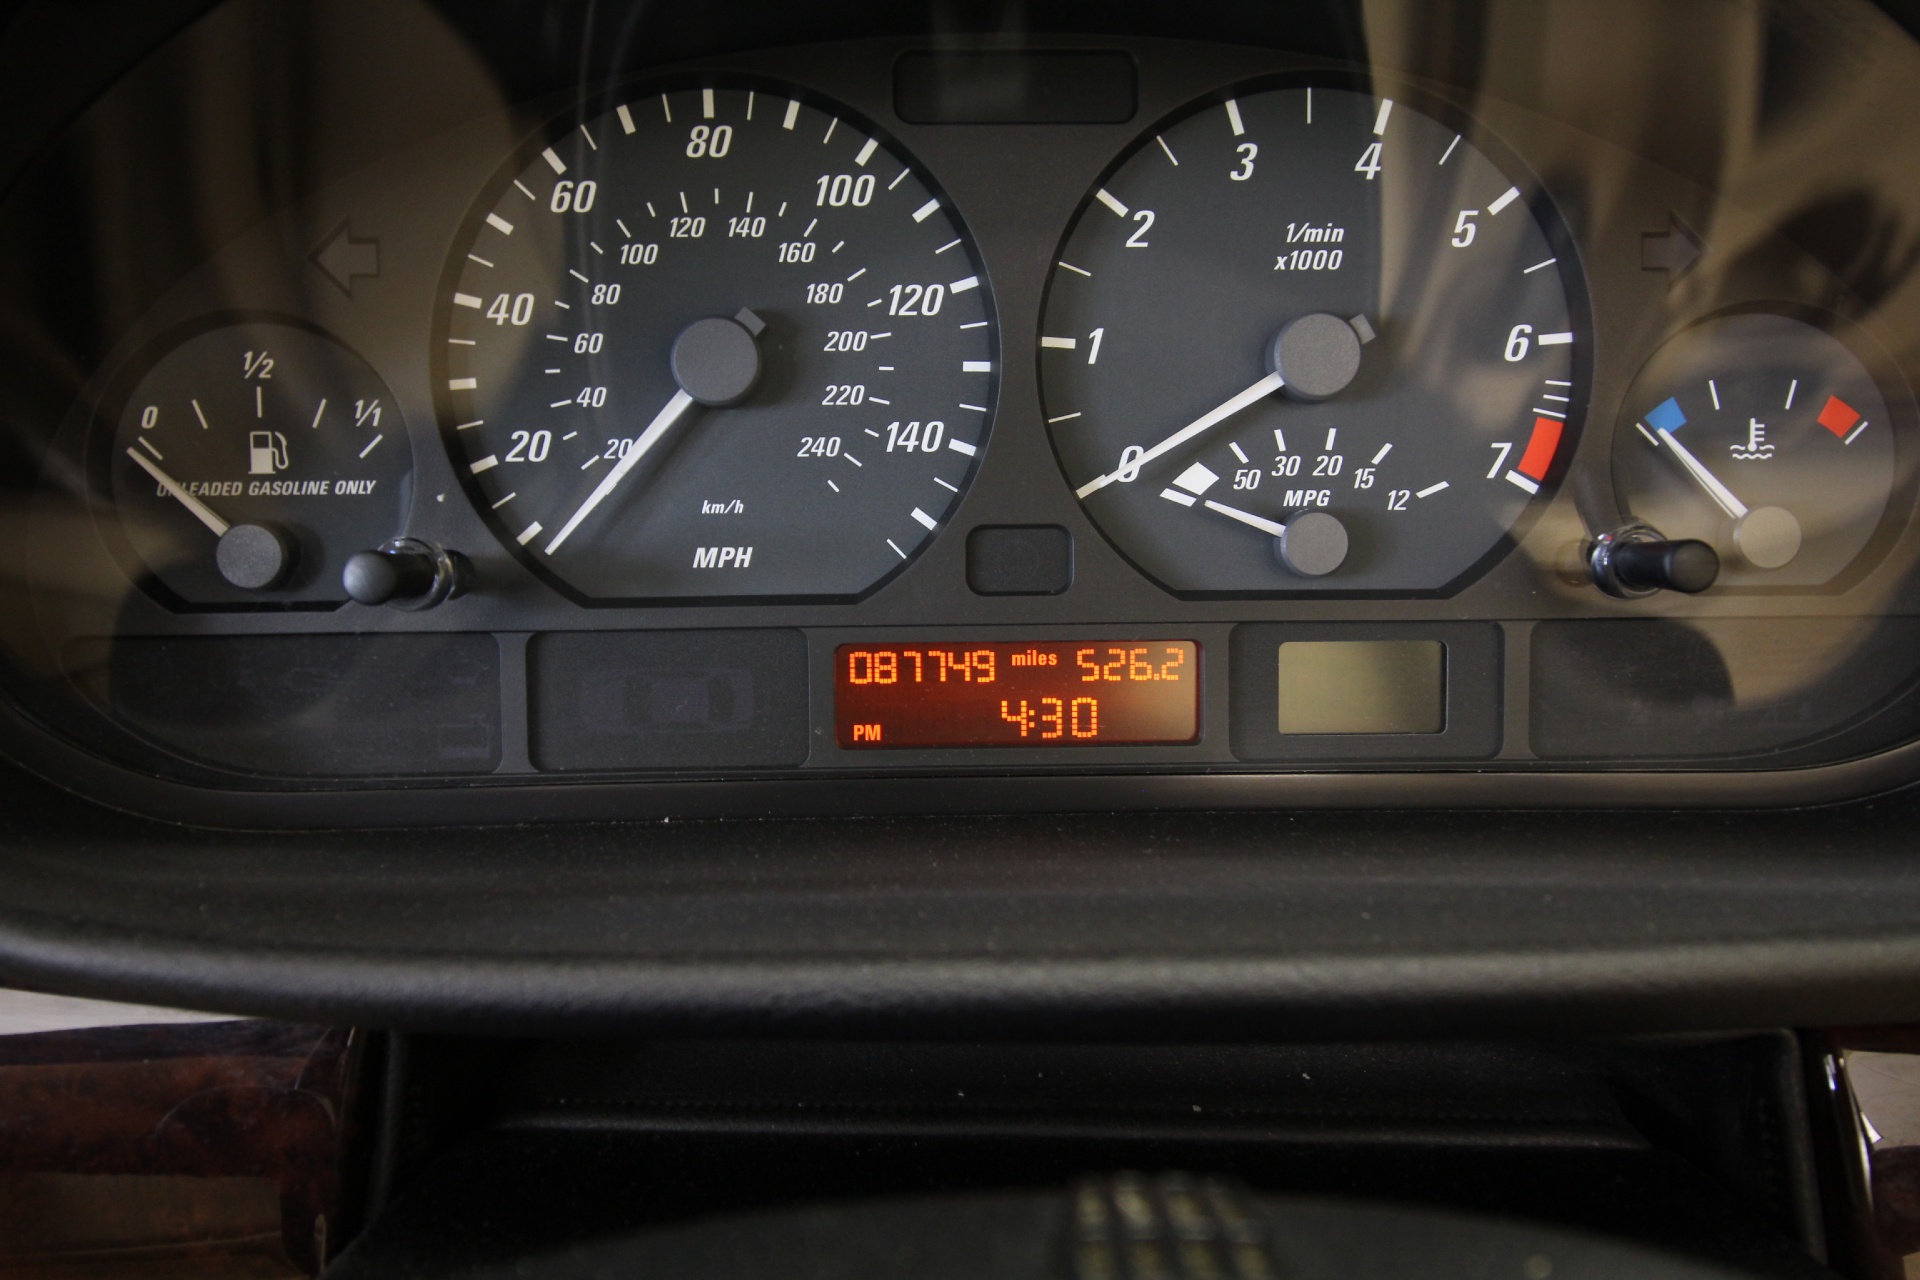 0 1/2 1/1
UNLEADED GASOLINE ONLY
20 40 60 80 100 120 140
20 40 60 80 100 120 140 160 180 200 220 240
km/h
MPH
0 1 2 3 4 5 6 7
1/min
x1000
50 30 20 15 12
MPG
087749 miles 526.2
PM 4:30